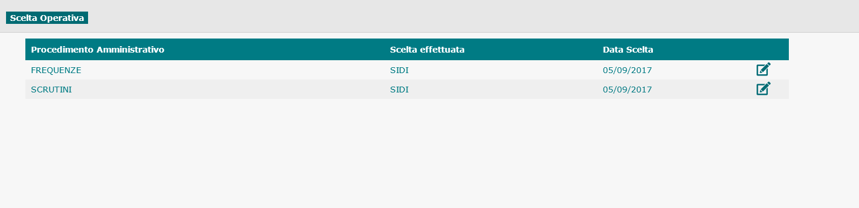 Scelta Operativa
Procedimento Amministrativo Scelta effettuata Data Scelta
FREQUENZE SIDI 05/09/2017
SCRUTINI SIDI 05/09/2017